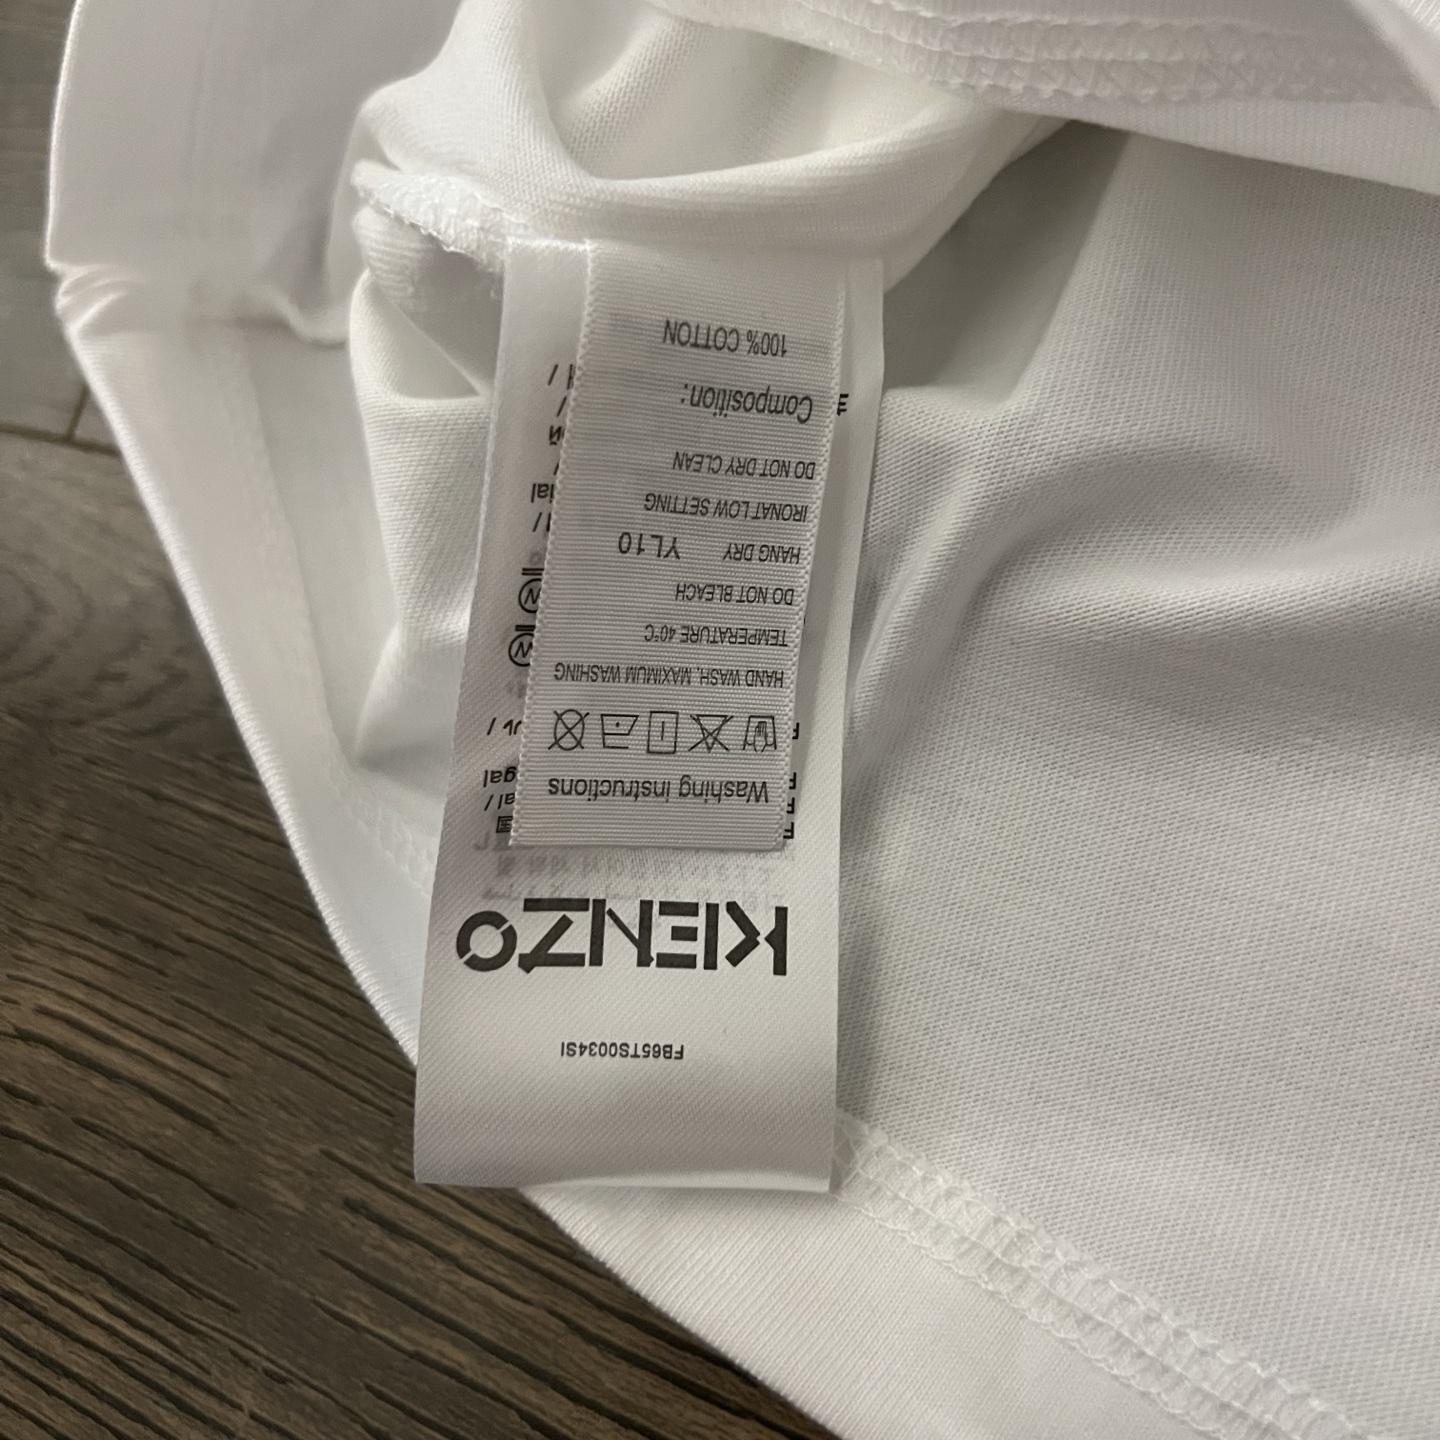 FB65TS0034SI
KENZO
Washing instructions
HAND WASH, MAXIMUM WASHING
TEMPERATURE 40°C
DO NOT BLEACH
HANG DRY YL10
IRONAT LOW SETTING
DO NOT DRY CLEAN
Composition:
100% COTTON